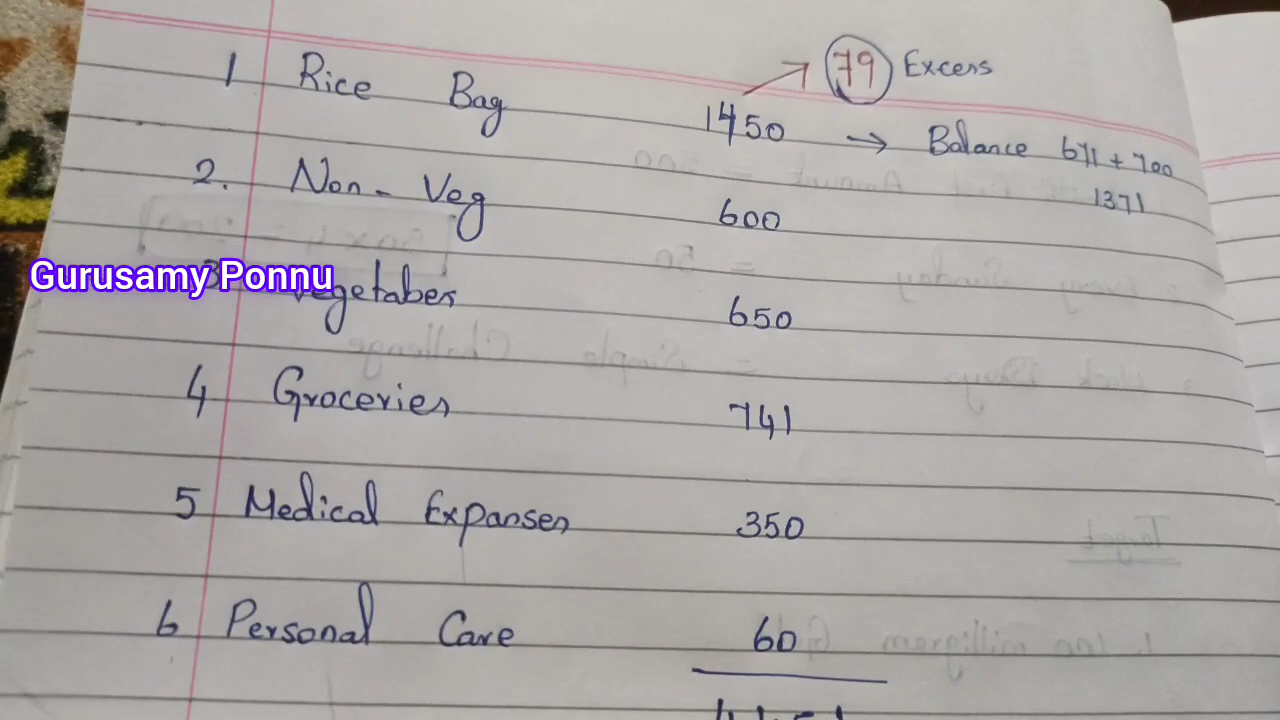 79 Excess
1 Rice Bag 1450 → Balance 671 + 700
1371
2. Non-Veg 600
Gurusamy Ponnu
3 Vegetabes 650
4 Groceries 741
5 Medical Expanses 350
6 Personal Care 60